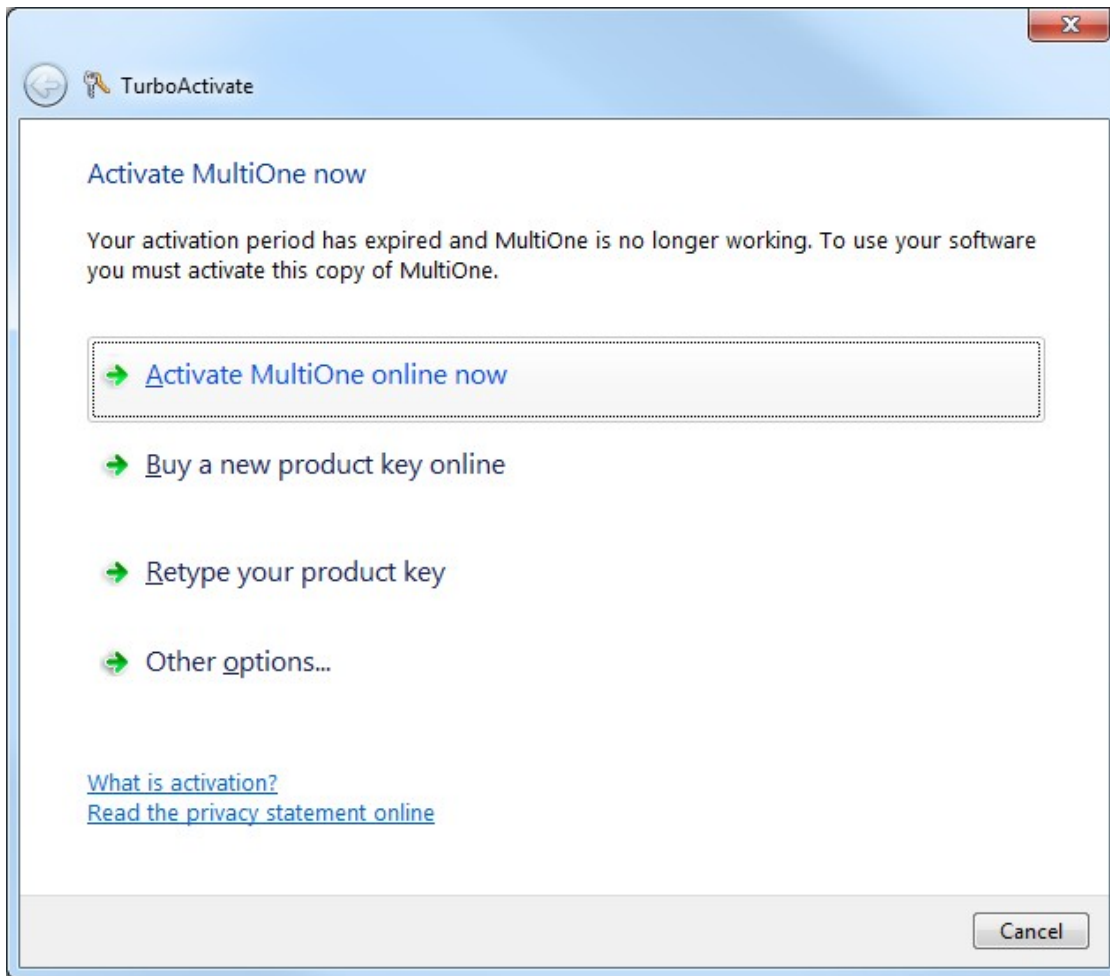 TurboActivate
Activate MultiOne now
Your activation period has expired and MultiOne is no longer working. To use your software
you must activate this copy of MultiOne.
Activate MultiOne online now
Buy a new product key online
Retype your product key
Other options...
What is activation?
Read the privacy statement online
Cancel